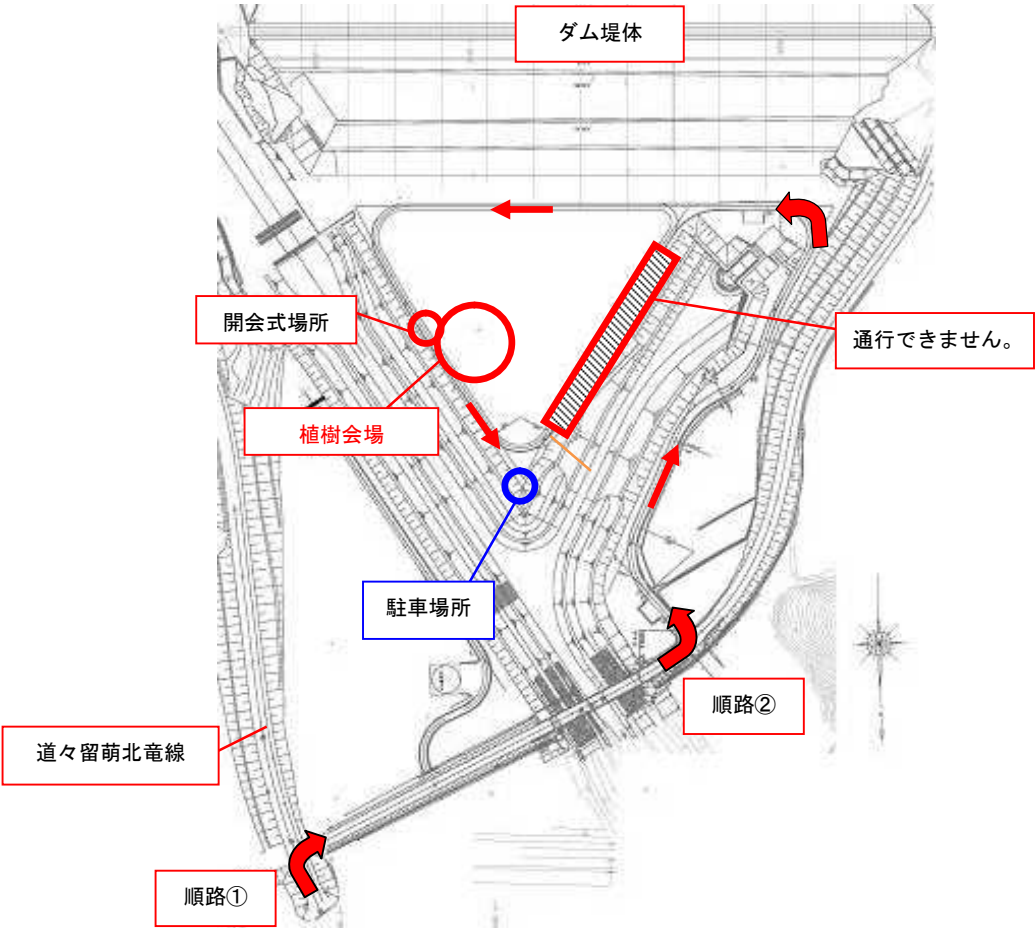 ダム堤体
開会式場所
通行できません。
植樹会場
駐車場所
順路②
道々留萌北竜線
順路①